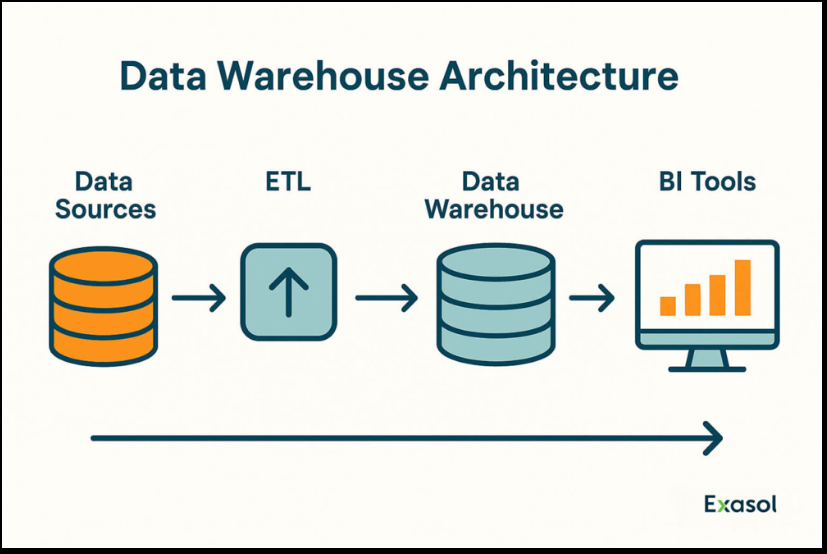 Data Warehouse Architecture
Data
Sources
ETL
Data
Warehouse
BI Tools
Exasol